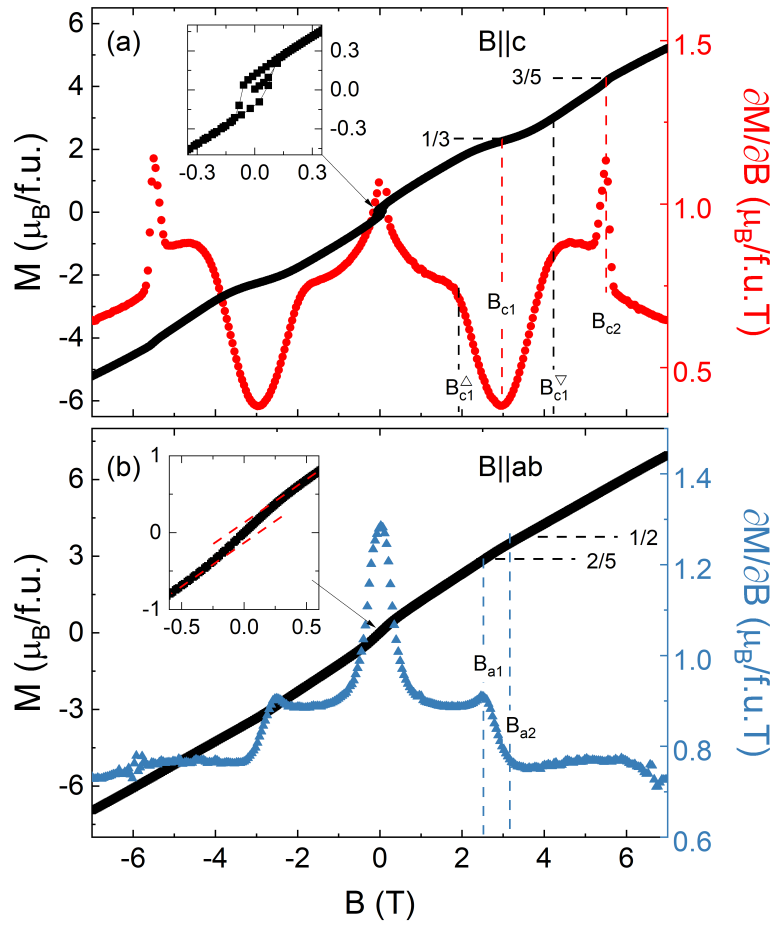 (a)
B||c
6
4
2
0
-2
-4
-6
M (μB/f.u.)
0.3
0.0
-0.3
-0.3 0.0 0.3
1/3
3/5
Bc1
Bc2
Bc1△
Bc1▽
1.5
1.0
0.5
∂M/∂B (μB/f.u.T)
(b)
B||ab
6
3
0
-3
-6
M (μB/f.u.)
1
0
-1
-0.5 0.0 0.5
1/2
2/5
Ba1
Ba2
1.4
1.2
1.0
0.8
0.6
∂M/∂B (μB/f.u.T)
-6 -4 -2 0 2 4 6
B (T)